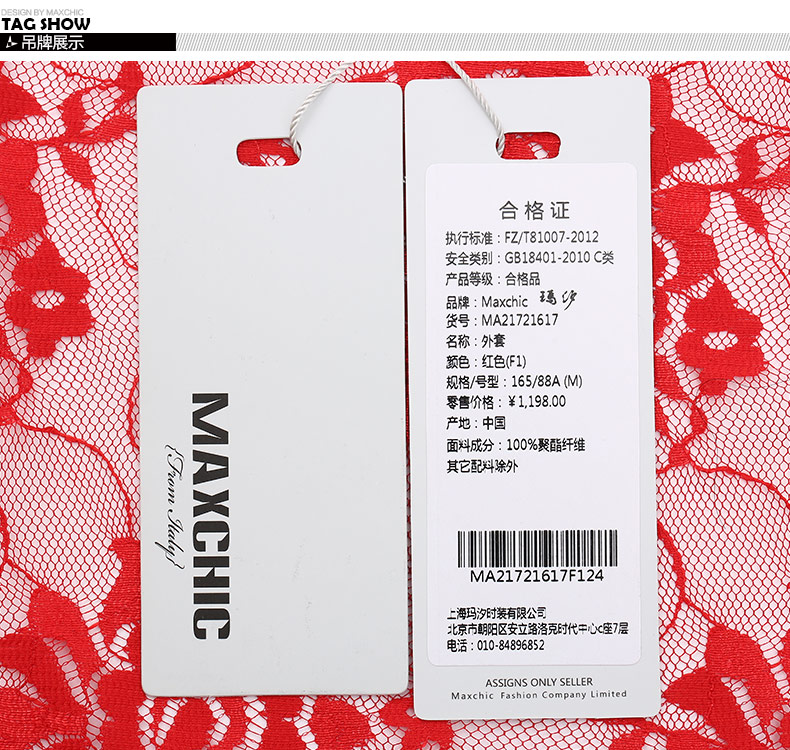 DESIGN BY MAXCHIC
TAG SHOW
吊牌展示
MAXCHIC
{From Italy}
合格证
执行标准：FZ/T81007-2012
安全类别：GB18401-2010 C类
产品等级：合格品
品牌：Maxchic 玛汐
货号：MA21721617
名称：外套
颜色：红色(F1)
规格/号型：165/88A (M)
零售价格：￥1,198.00
产地：中国
面料成分：100%聚酯纤维
其它配料除外
MA21721617F124
上海玛汐时装有限公司
北京市朝阳区安立路洛克时代中心c座7层
电话：010-84896852
ASSIGNS ONLY SELLER
Maxchic Fashion Company Limited